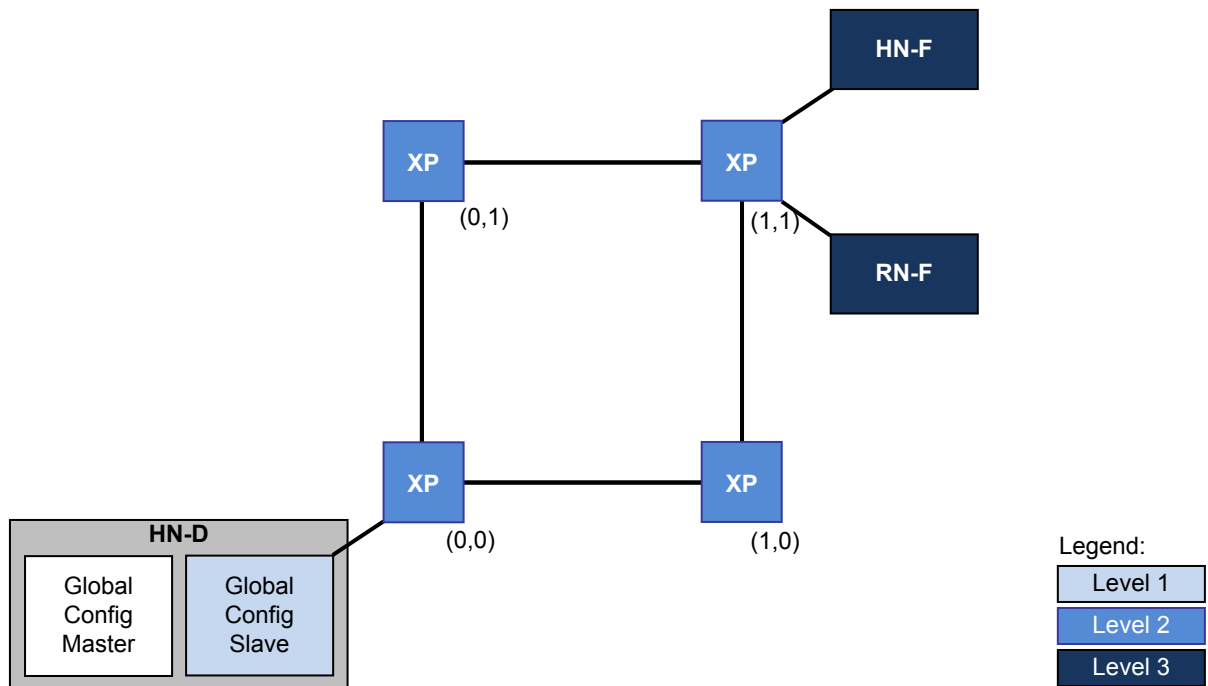 HN-F
XP
XP
(0,1)
(1,1)
RN-F
XP
XP
(0,0)
(1,0)
HN-D
Global
Config
Master
Global
Config
Slave
Legend:
Level 1
Level 2
Level 3